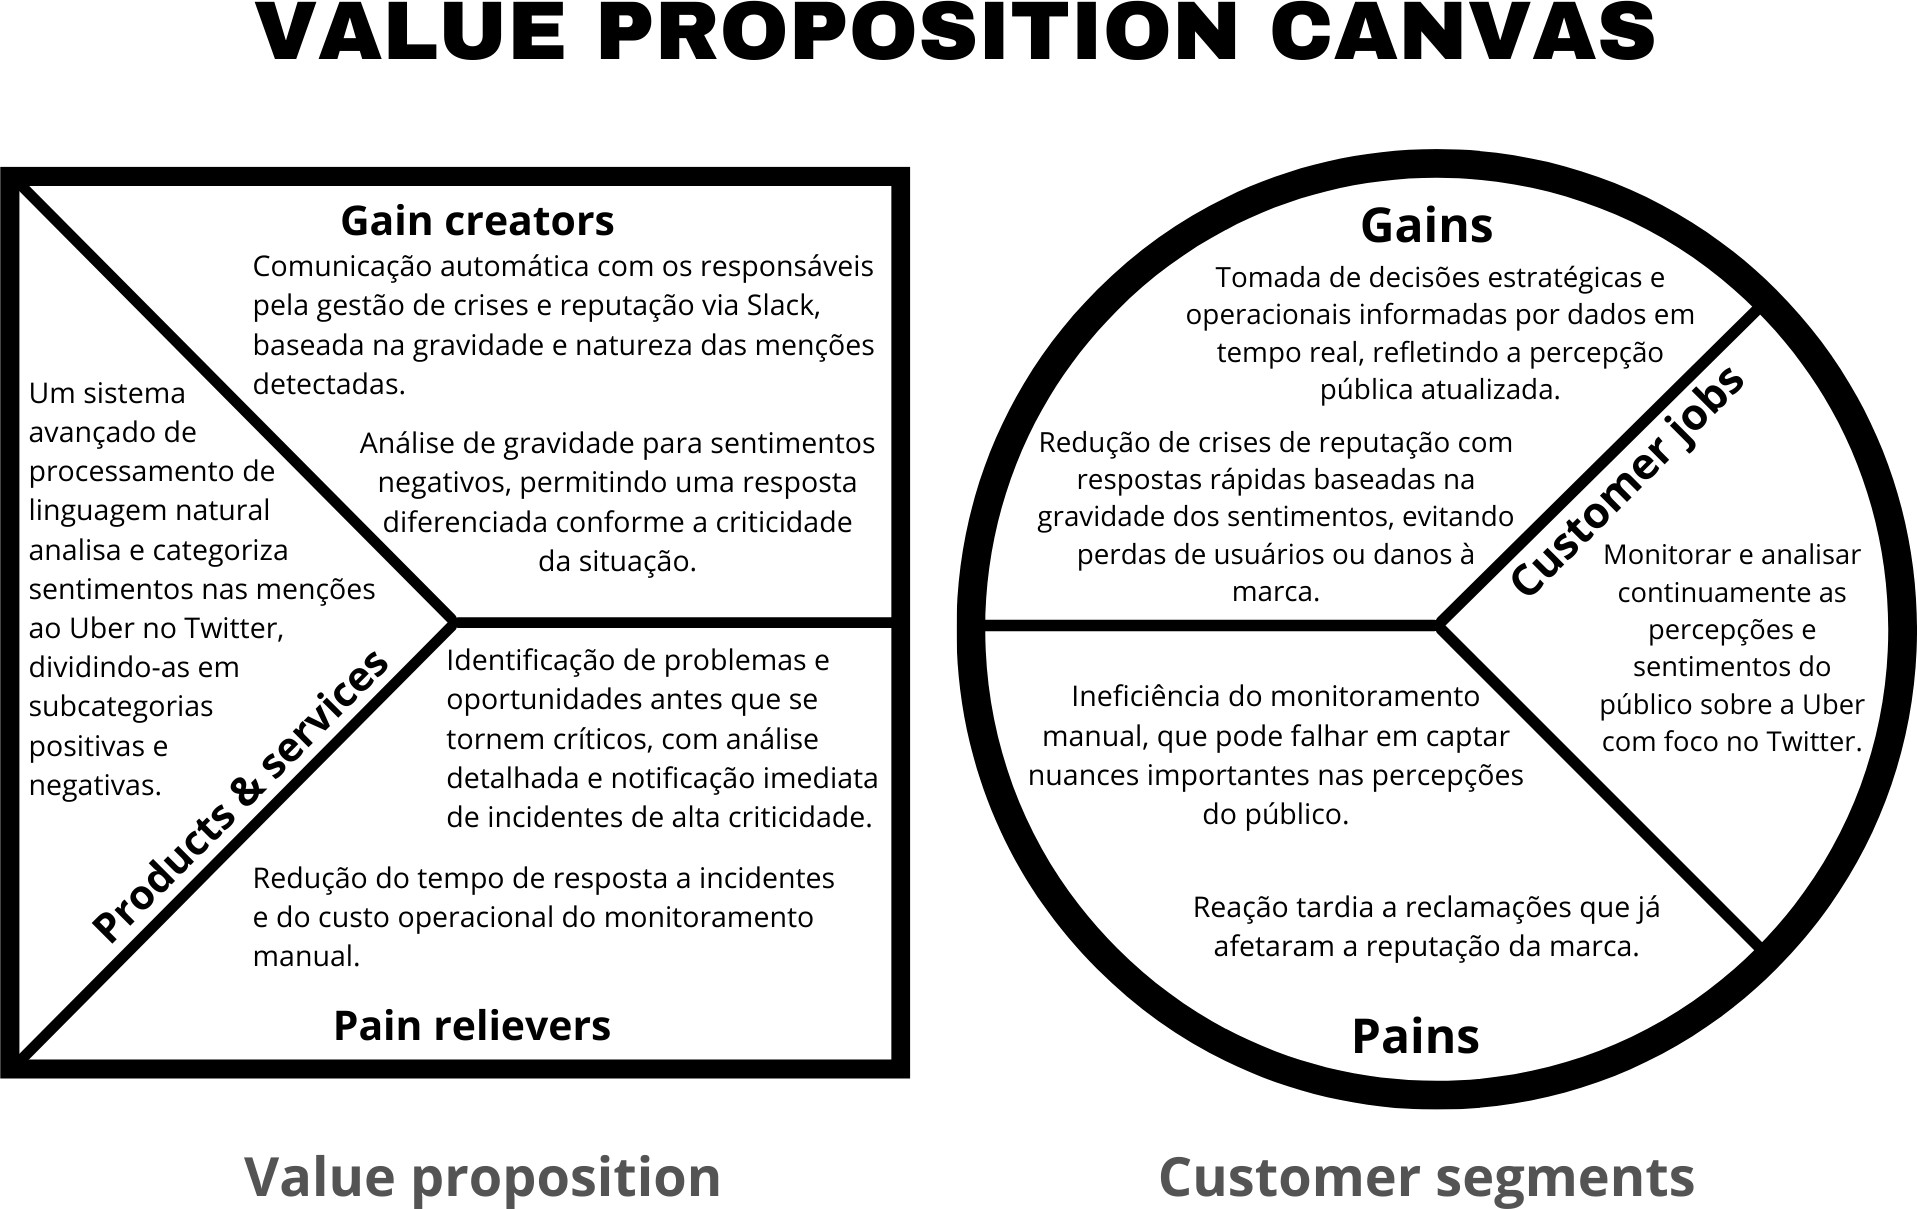 VALUE PROPOSITION CANVAS
Gain creators
Comunicação automática com os responsáveis
pela gestão de crises e reputação via Slack,
baseada na gravidade e natureza das menções
detectadas.
Análise de gravidade para sentimentos
negativos, permitindo uma resposta
diferenciada conforme a criticidade
da situação.
Um sistema
avançado de
processamento de
linguagem natural
analisa e categoriza
sentimentos nas menções
ao Uber no Twitter,
dividindo-as em
subcategorias
positivas e
negativas.
Products & services
Identificação de problemas e
oportunidades antes que se
tornem críticos, com análise
detalhada e notificação imediata
de incidentes de alta criticidade.
Redução do tempo de resposta a incidentes
e do custo operacional do monitoramento
manual.
Pain relievers
Value proposition
Gains
Tomada de decisões estratégicas e
operacionais informadas por dados em
tempo real, refletindo a percepção
pública atualizada.
Redução de crises de reputação com
respostas rápidas baseadas na
gravidade dos sentimentos, evitando
perdas de usuários ou danos à
marca.
Customer jobs
Monitorar e analisar
continuamente as
percepções e
sentimentos do
público sobre a Uber
com foco no Twitter.
Ineficiência do monitoramento
manual, que pode falhar em captar
nuances importantes nas percepções
do público.
Reação tardia a reclamações que já
afetaram a reputação da marca.
Pains
Customer segments